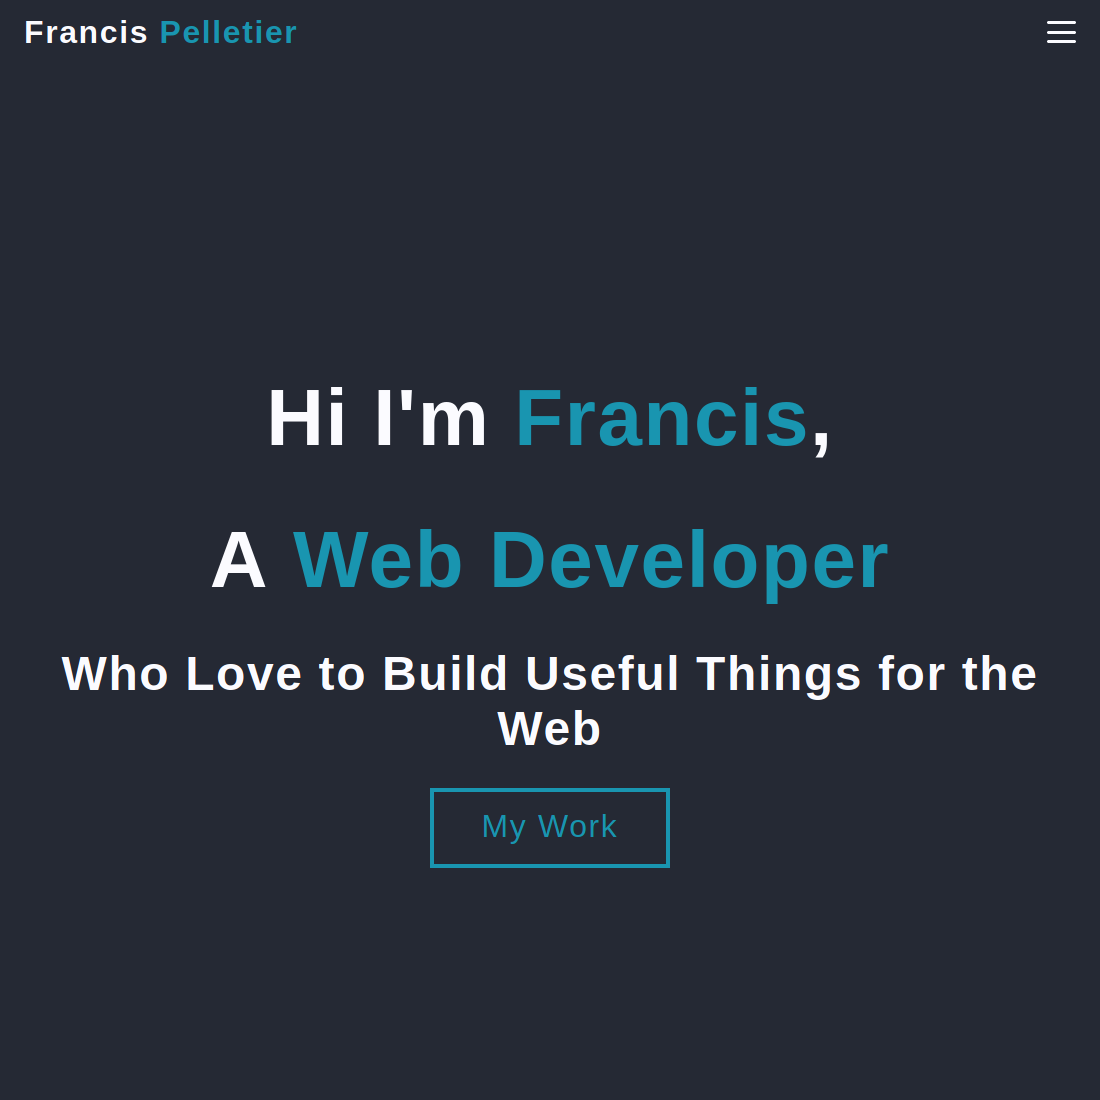 Francis Pelletier
Hi I'm Francis,
A Web Developer
Who Love to Build Useful Things for the
Web
My Work